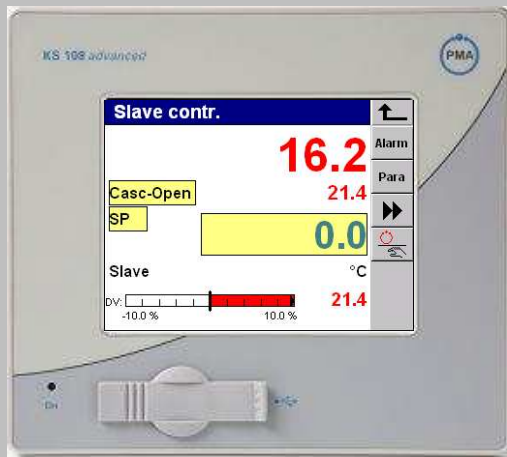 KS 108 advanced
PMA
Slave contr.
16.2
Alarm
Casc-Open
21.4
Para
SP
0.0
Slave
°C
DV:
21.4
-10.0 %
10.0 %
On